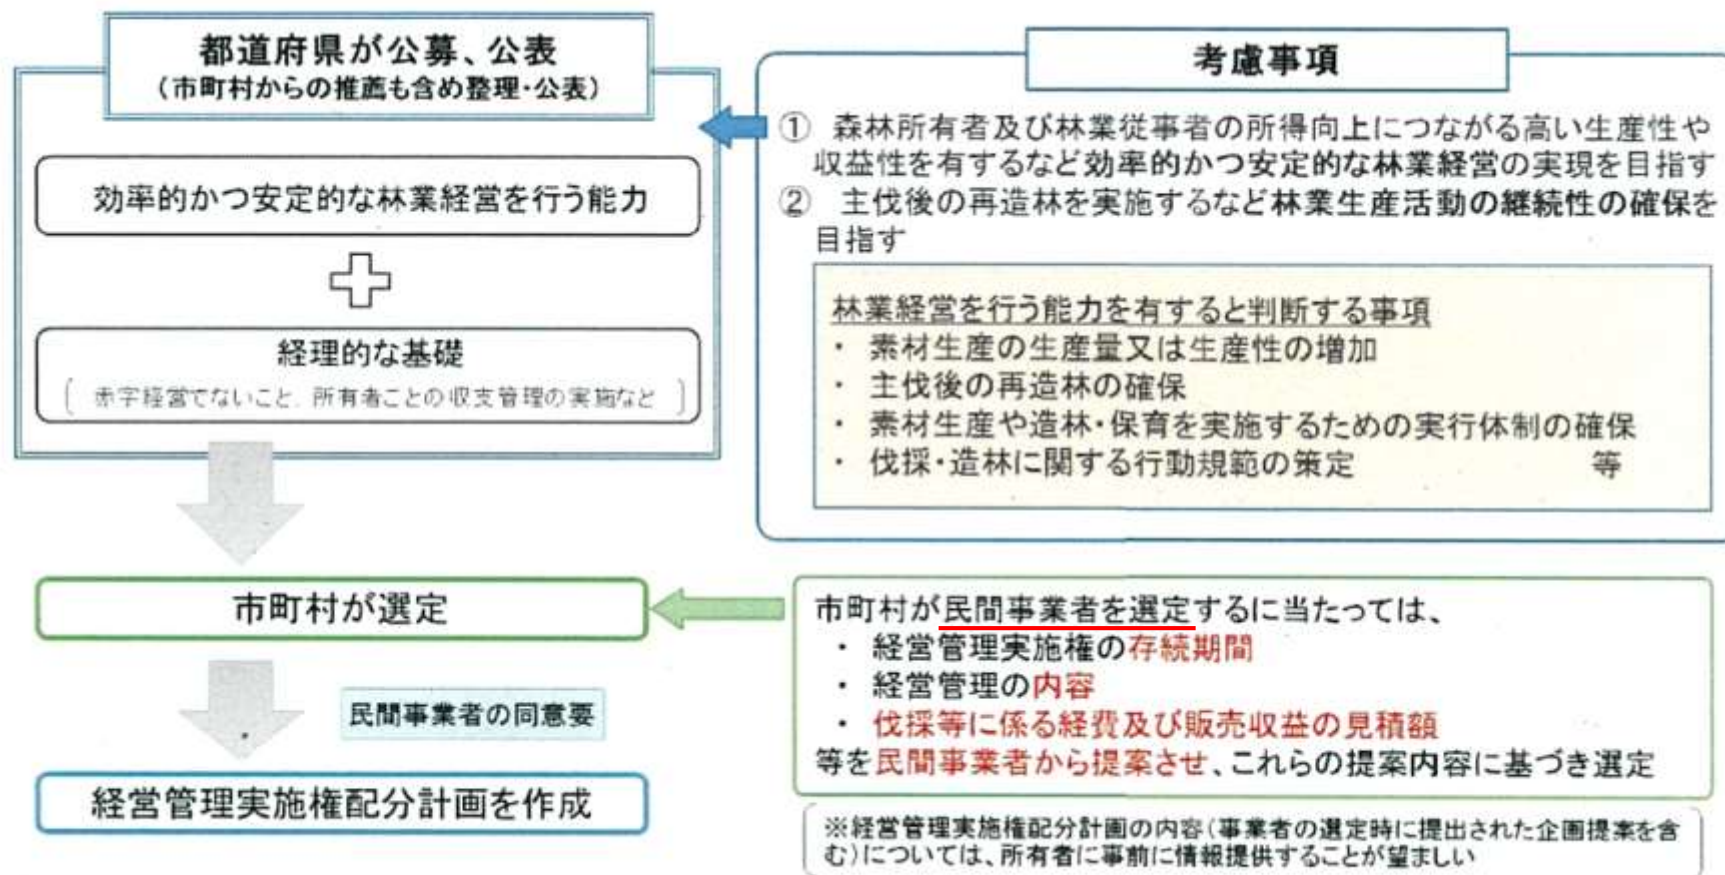 都道府県が公募、公表
(市町村からの推薦も含め整理・公表)
効率的かつ安定的な林業経営を行う能力
経理的な基礎
赤字経営てないこと、所有者ことの収支管理の実施など
市町村が選定
民間事業者の同意要
経営管理実施権配分計画を作成
考慮事項
① 森林所有者及び林業従事者の所得向上につながる高い生産性や
収益性を有するなど効率的かつ安定的な林業経営の実現を目指す
② 主伐後の再造林を実施するなど林業生産活動の継続性の確保を
目指す
林業経営を行う能力を有すると判断する事項
・ 素材生産の生産量又は生産性の増加
・ 主伐後の再造林の確保
・ 素材生産や造林・保育を実施するための実行体制の確保
・ 伐採・造林に関する行動規範の策定 等
市町村が民間事業者を選定するに当たっては、
・ 経営管理実施権の存続期間
・ 経営管理の内容
・ 伐採等に係る経費及び販売収益の見積額
等を民間事業者から提案させ、これらの提案内容に基づき選定
※経営管理実施権配分計画の内容(事業者の選定時に提出された企画提案を含
む)については、所有者に事前に情報提供することが望ましい